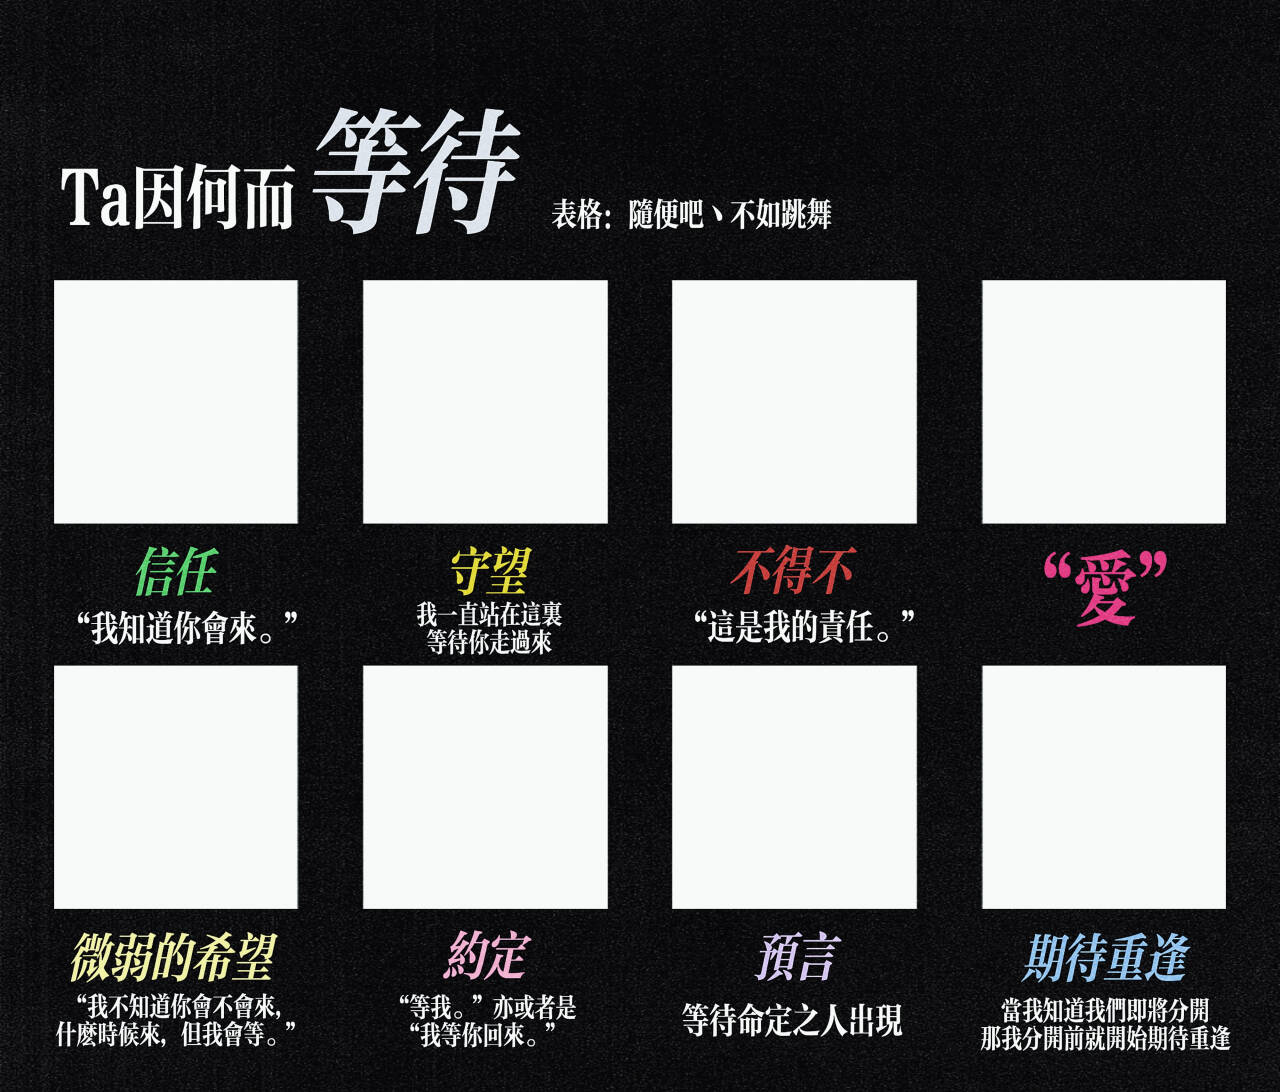 Ta因何而等待
表格：隨便吧丶不如跳舞
信任
“我知道你會來。”
守望
我一直站在這裏
等待你走過來
不得不
“這是我的責任。”
“愛”
微弱的希望
“我不知道你會不會來,
什麽時候來，但我會等。”
約定
“等我。”亦或者是
“我等你回來。”
預言
等待命定之人出現
期待重逢
當我知道我們即將分開
那我分開前就開始期待重逢